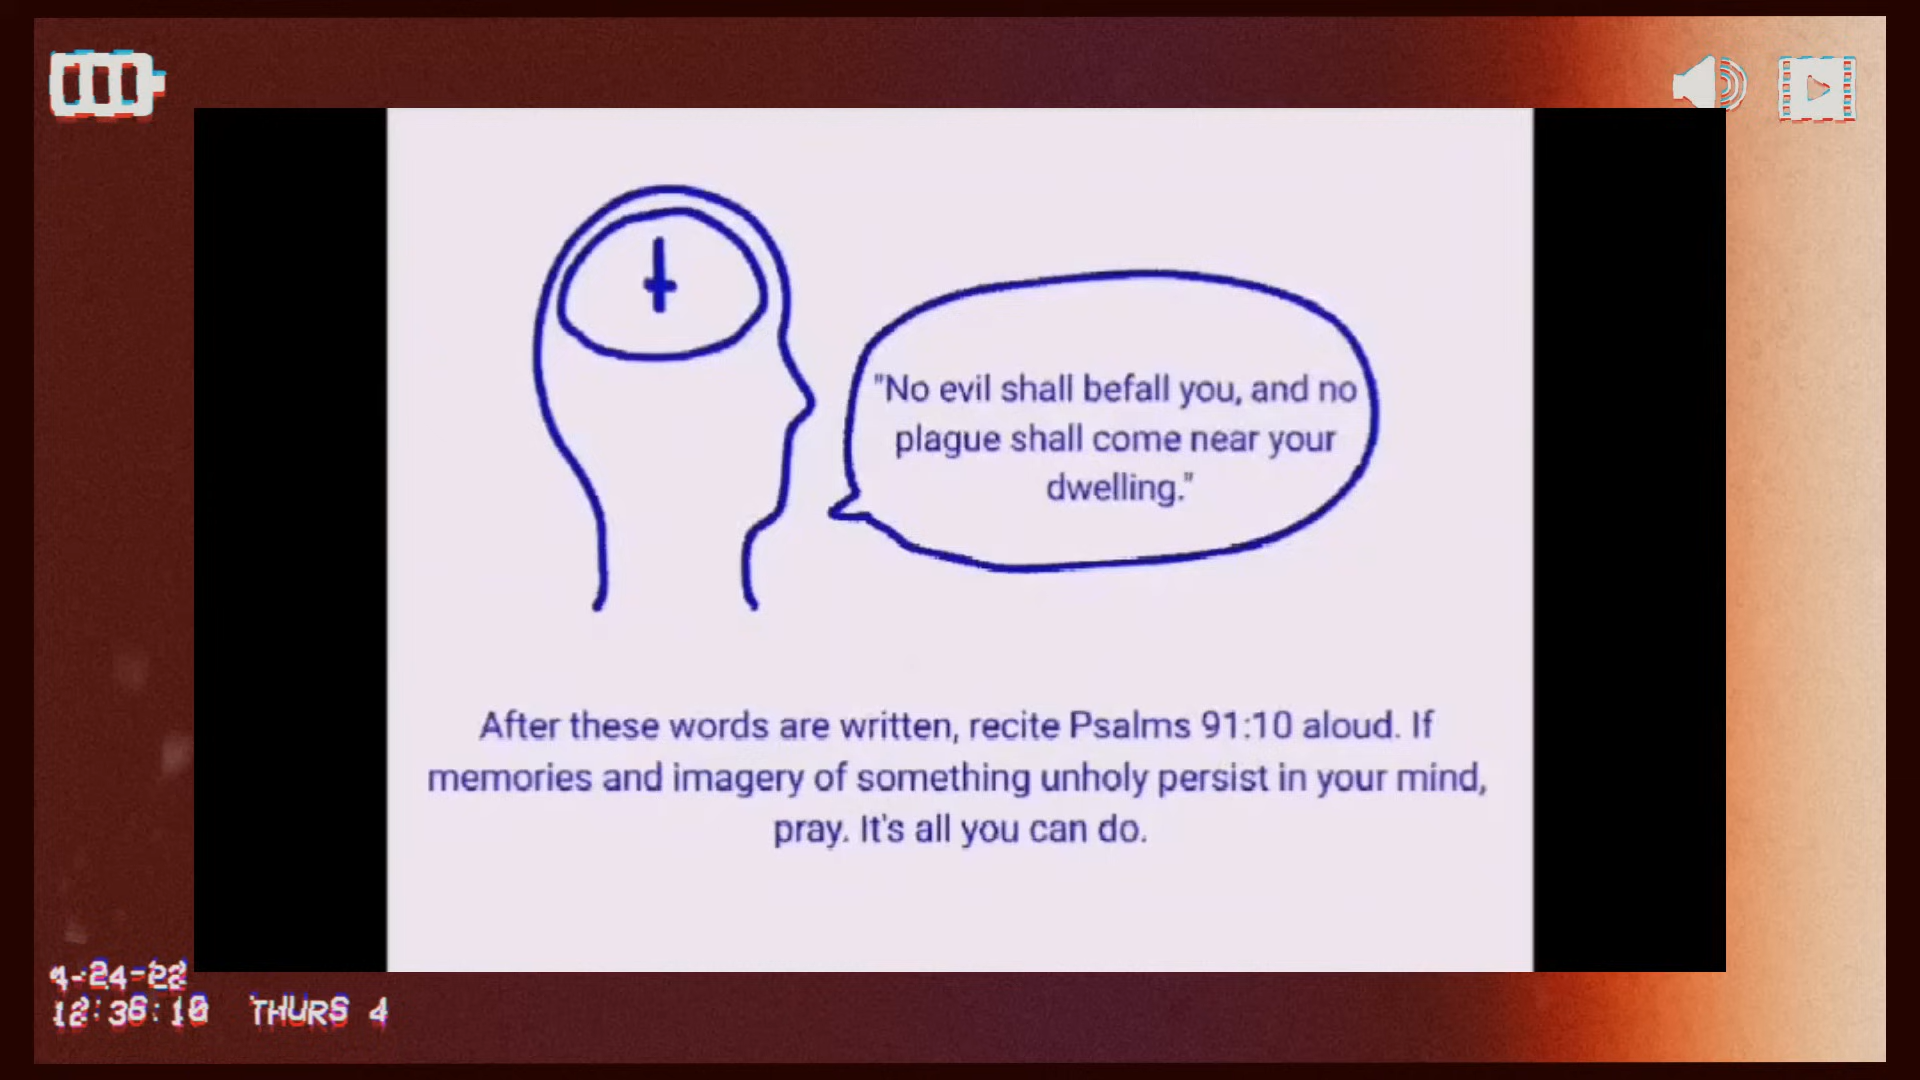 "No evil shall befall you, and no
plague shall come near your
dwelling."
After these words are written, recite Psalms 91:10 aloud. If
memories and imagery of something unholy persist in your mind,
pray. It's all you can do.
4-24-22
12:36:10 THURS 4